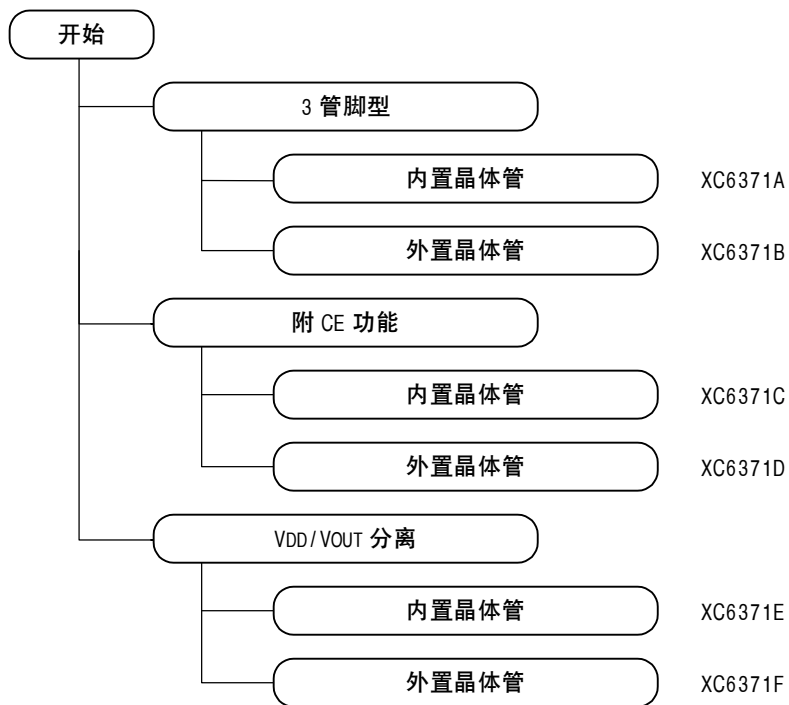 开始
3 管脚型
内置晶体管 XC6371A
外置晶体管 XC6371B
附 CE 功能
内置晶体管 XC6371C
外置晶体管 XC6371D
VDD/VOUT 分离
内置晶体管 XC6371E
外置晶体管 XC6371F